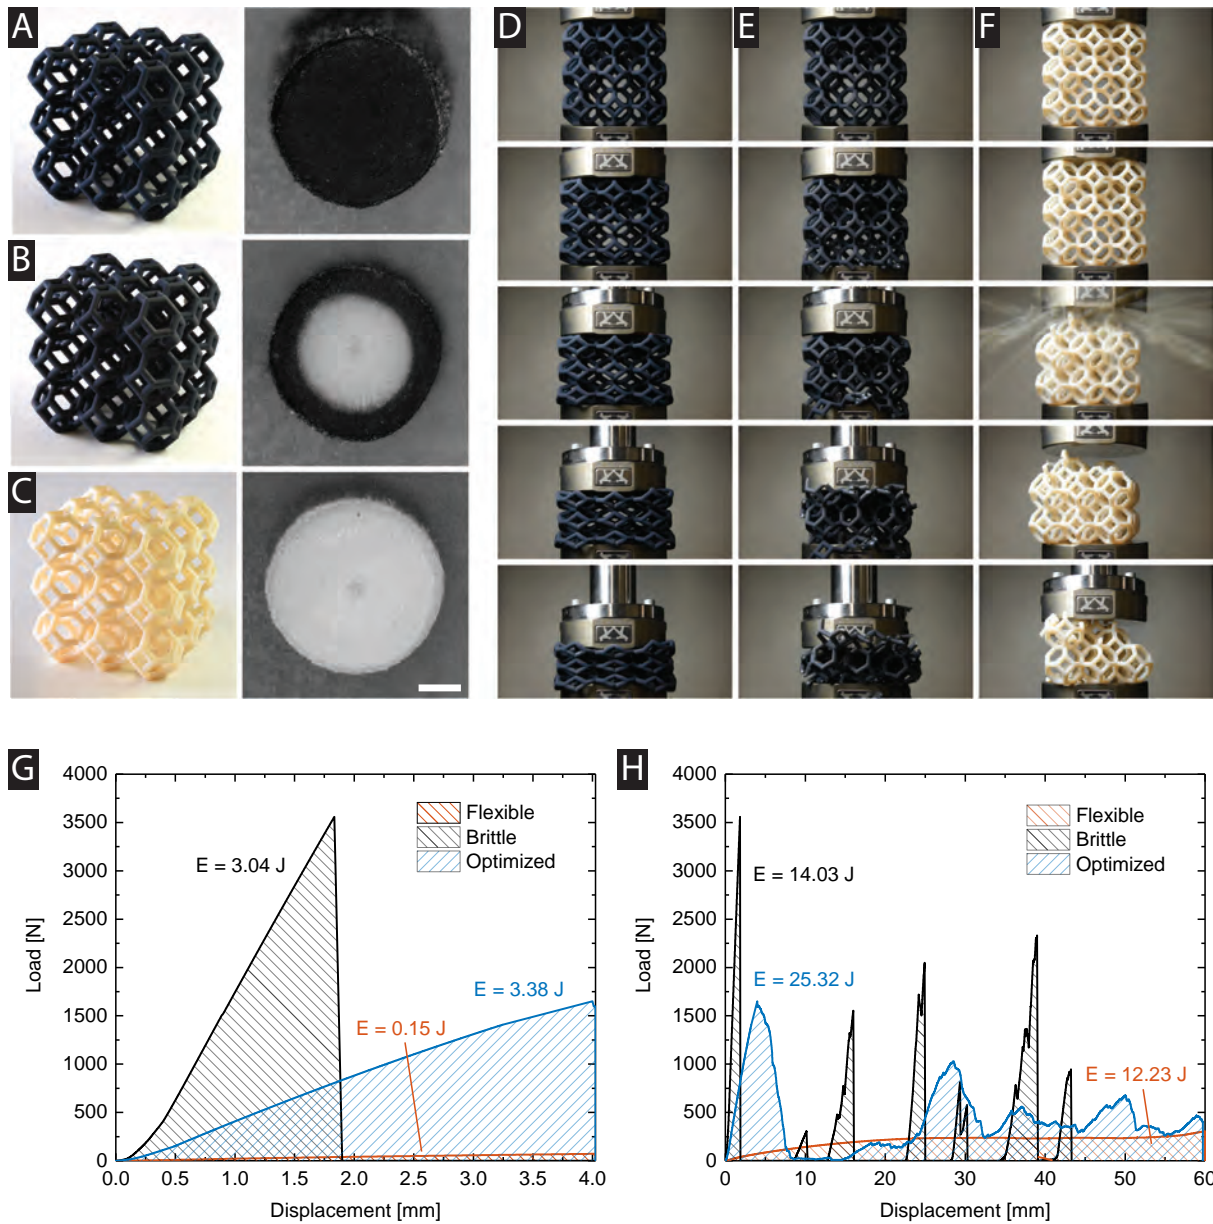 A
B
C
D
E
F
G
4000
3500
3000
2500
2000
1500
1000
500
0
Load [N]
0.0 0.5 1.0 1.5 2.0 2.5 3.0 3.5 4.0
Displacement [mm]
Flexible
Brittle
Optimized
E = 3.04 J
E = 3.38 J
E = 0.15 J
H
4000
3500
3000
2500
2000
1500
1000
500
0
Load [N]
0 10 20 30 40 50 60
Displacement [mm]
Flexible
Brittle
Optimized
E = 14.03 J
E = 25.32 J
E = 12.23 J